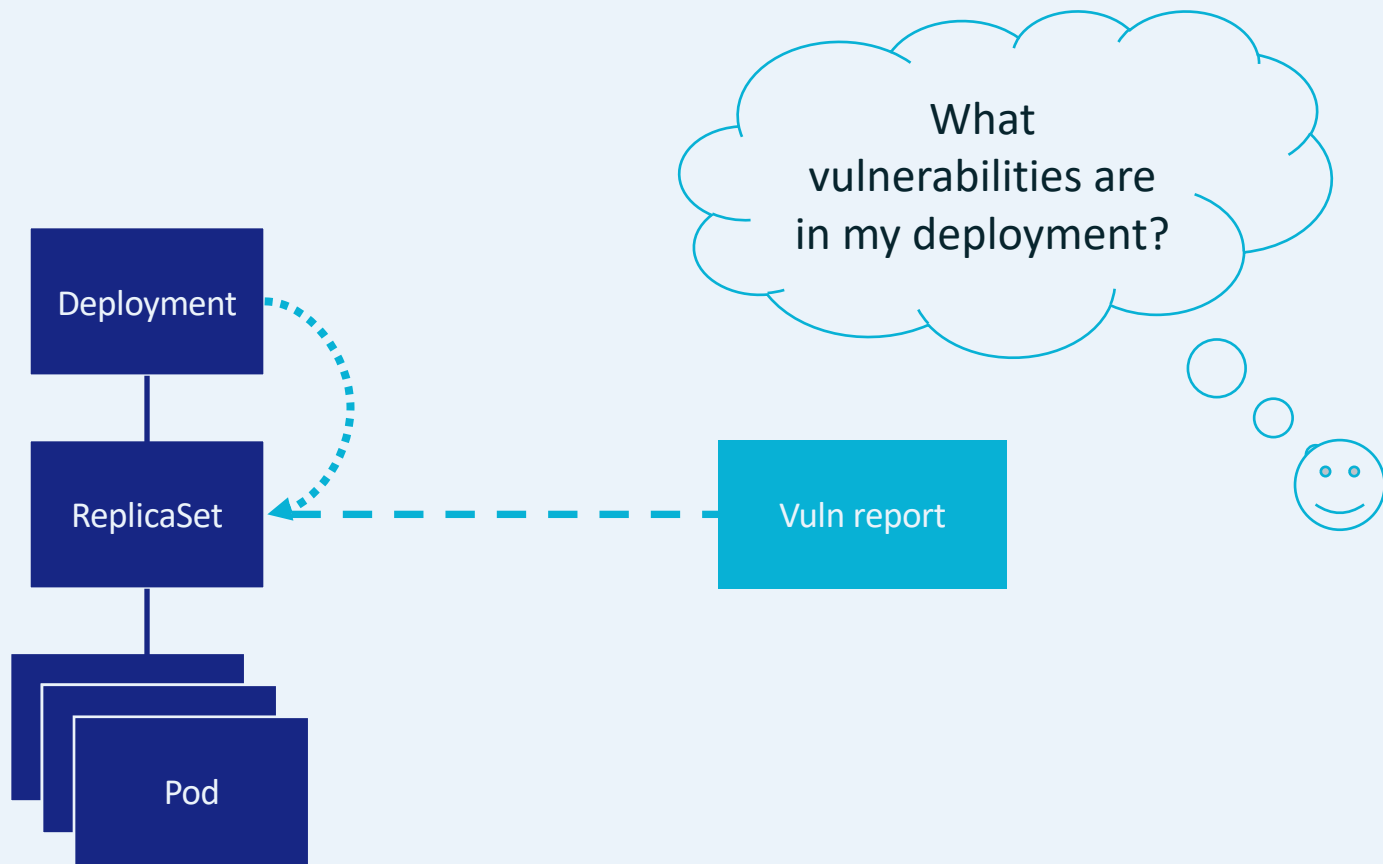 What
vulnerabilities are
in my deployment?
Deployment
ReplicaSet
Vuln report
Pod